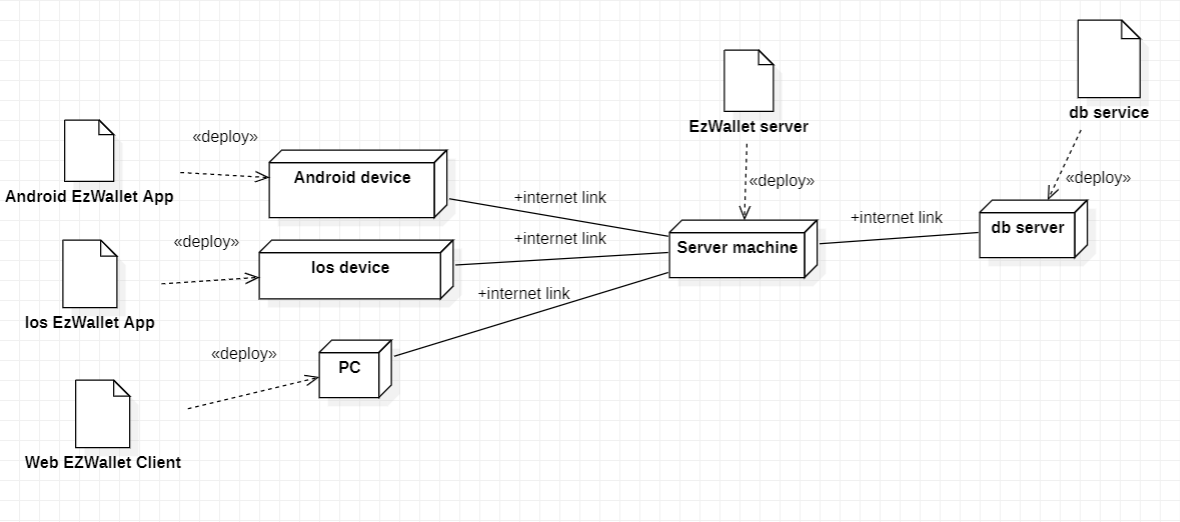 db service
EzWallet server
«deploy»
Android EzWallet App
Android device
«deploy»
«deploy»
+internet link
+internet link
db server
«deploy»
Ios device
+internet link
Server machine
Ios EzWallet App
+internet link
«deploy»
PC
Web EZWallet Client